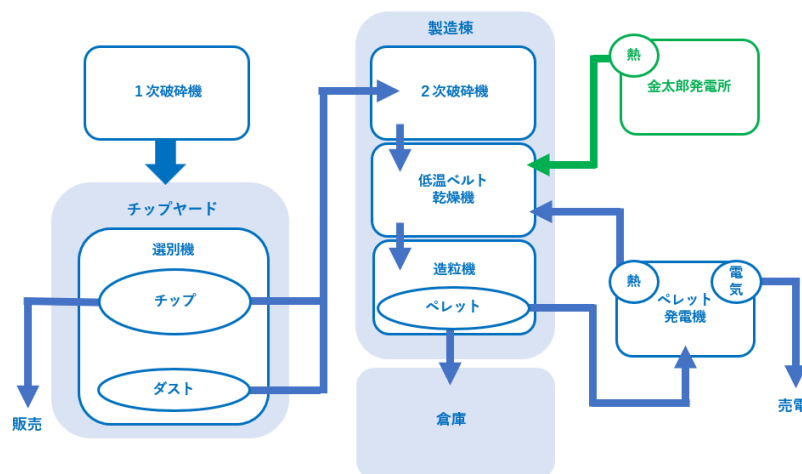 製造棟
1次破砕機
2次破砕機
熱
金太郎発電所
チップヤード
低温ベルト
乾燥機
選別機
チップ
造粒機
ペレット
熱
電
気
ペレット
発電機
ダスト
販売
倉庫
売電